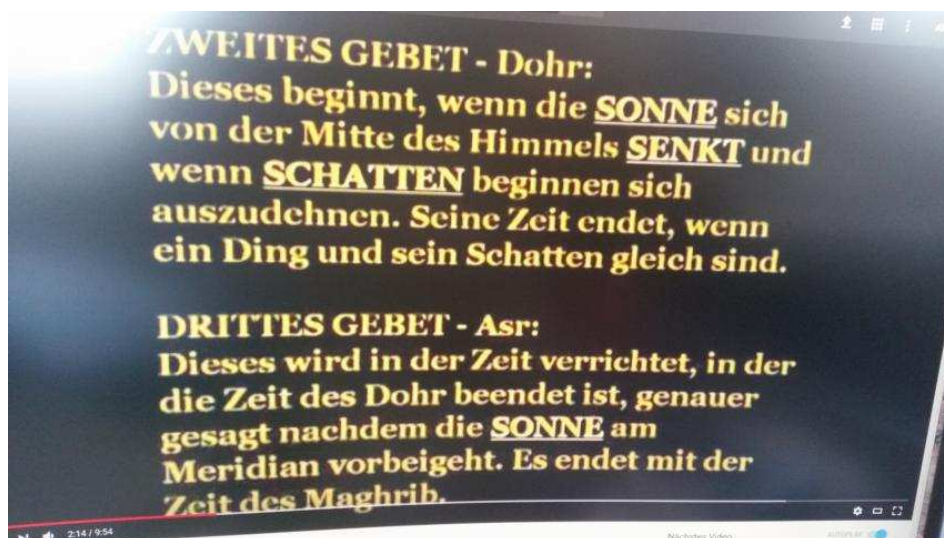 ZWEITES GEBET - Dohr:
Dieses beginnt, wenn die SONNE sich
von der Mitte des Himmels SENKT und
wenn SCHATTEN beginnen sich
auszudehnen. Seine Zeit endet, wenn
ein Ding und sein Schatten gleich sind.
DRITTES GEBET - Asr:
Dieses wird in der Zeit verrichtet, in der
die Zeit des Dohr beendet ist, genauer
gesagt nachdem die SONNE am
Meridian vorbeigeht. Es endet mit der
Zeit des Maghrib.
2:14 / 9:54
Nächstes Video
AUTOPLAY